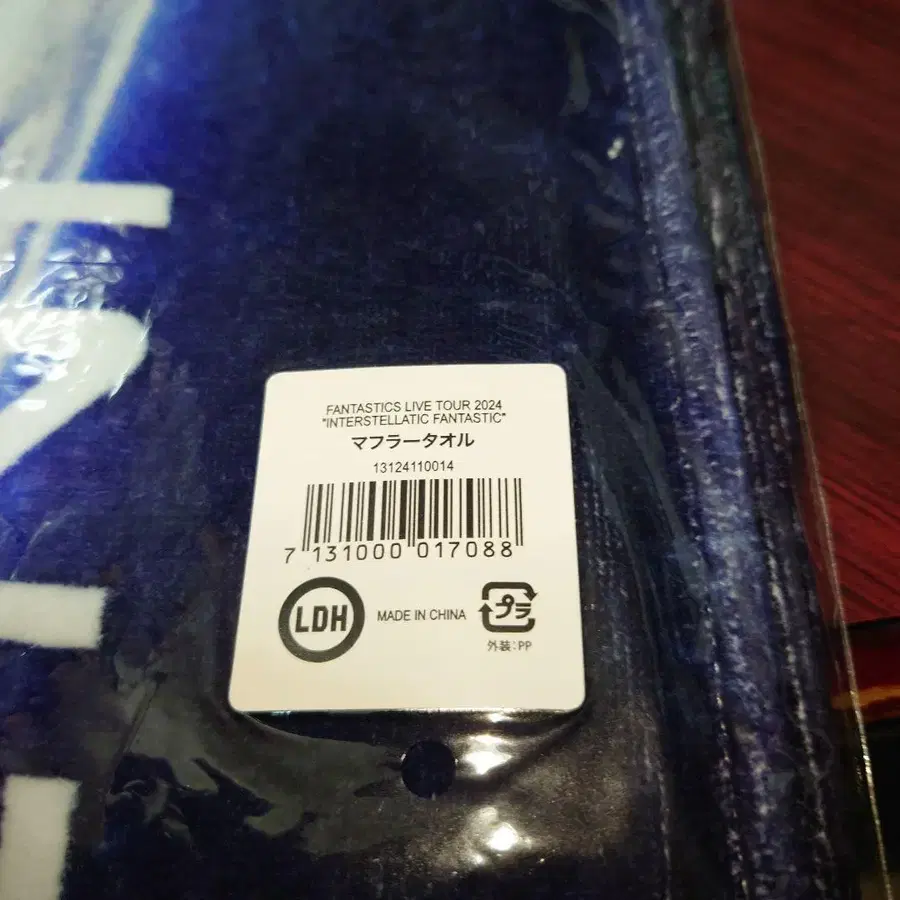 FANTASTICS LIVE TOUR 2024
"INTERSTELLATIC FANTASTIC"
マフラータオル
13124110014
7 131000 017088
LDH
MADE IN CHINA
プラ
外装:PP